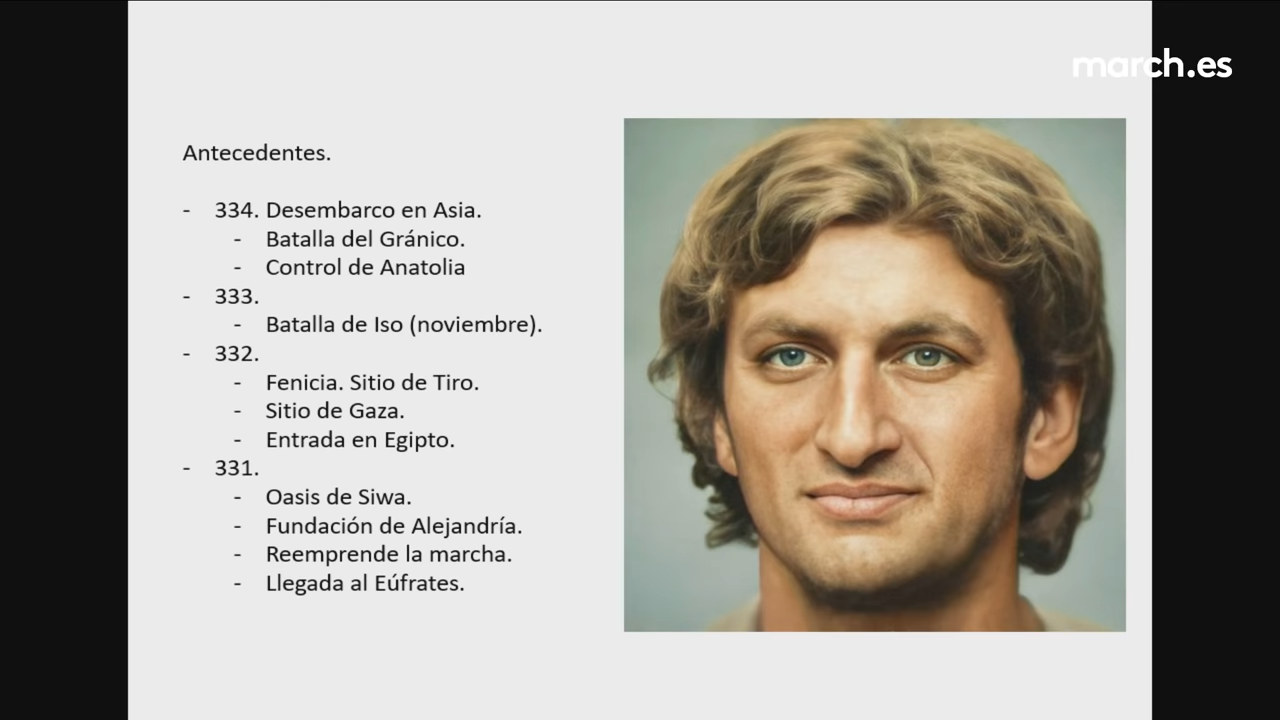 march.es
Antecedentes.
- 334. Desembarco en Asia.
- Batalla del Gránico.
- Control de Anatolia
- 333.
- Batalla de Iso (noviembre).
- 332.
- Fenicia. Sitio de Tiro.
- Sitio de Gaza.
- Entrada en Egipto.
- 331.
- Oasis de Siwa.
- Fundación de Alejandría.
- Reemprende la marcha.
- Llegada al Eúfrates.